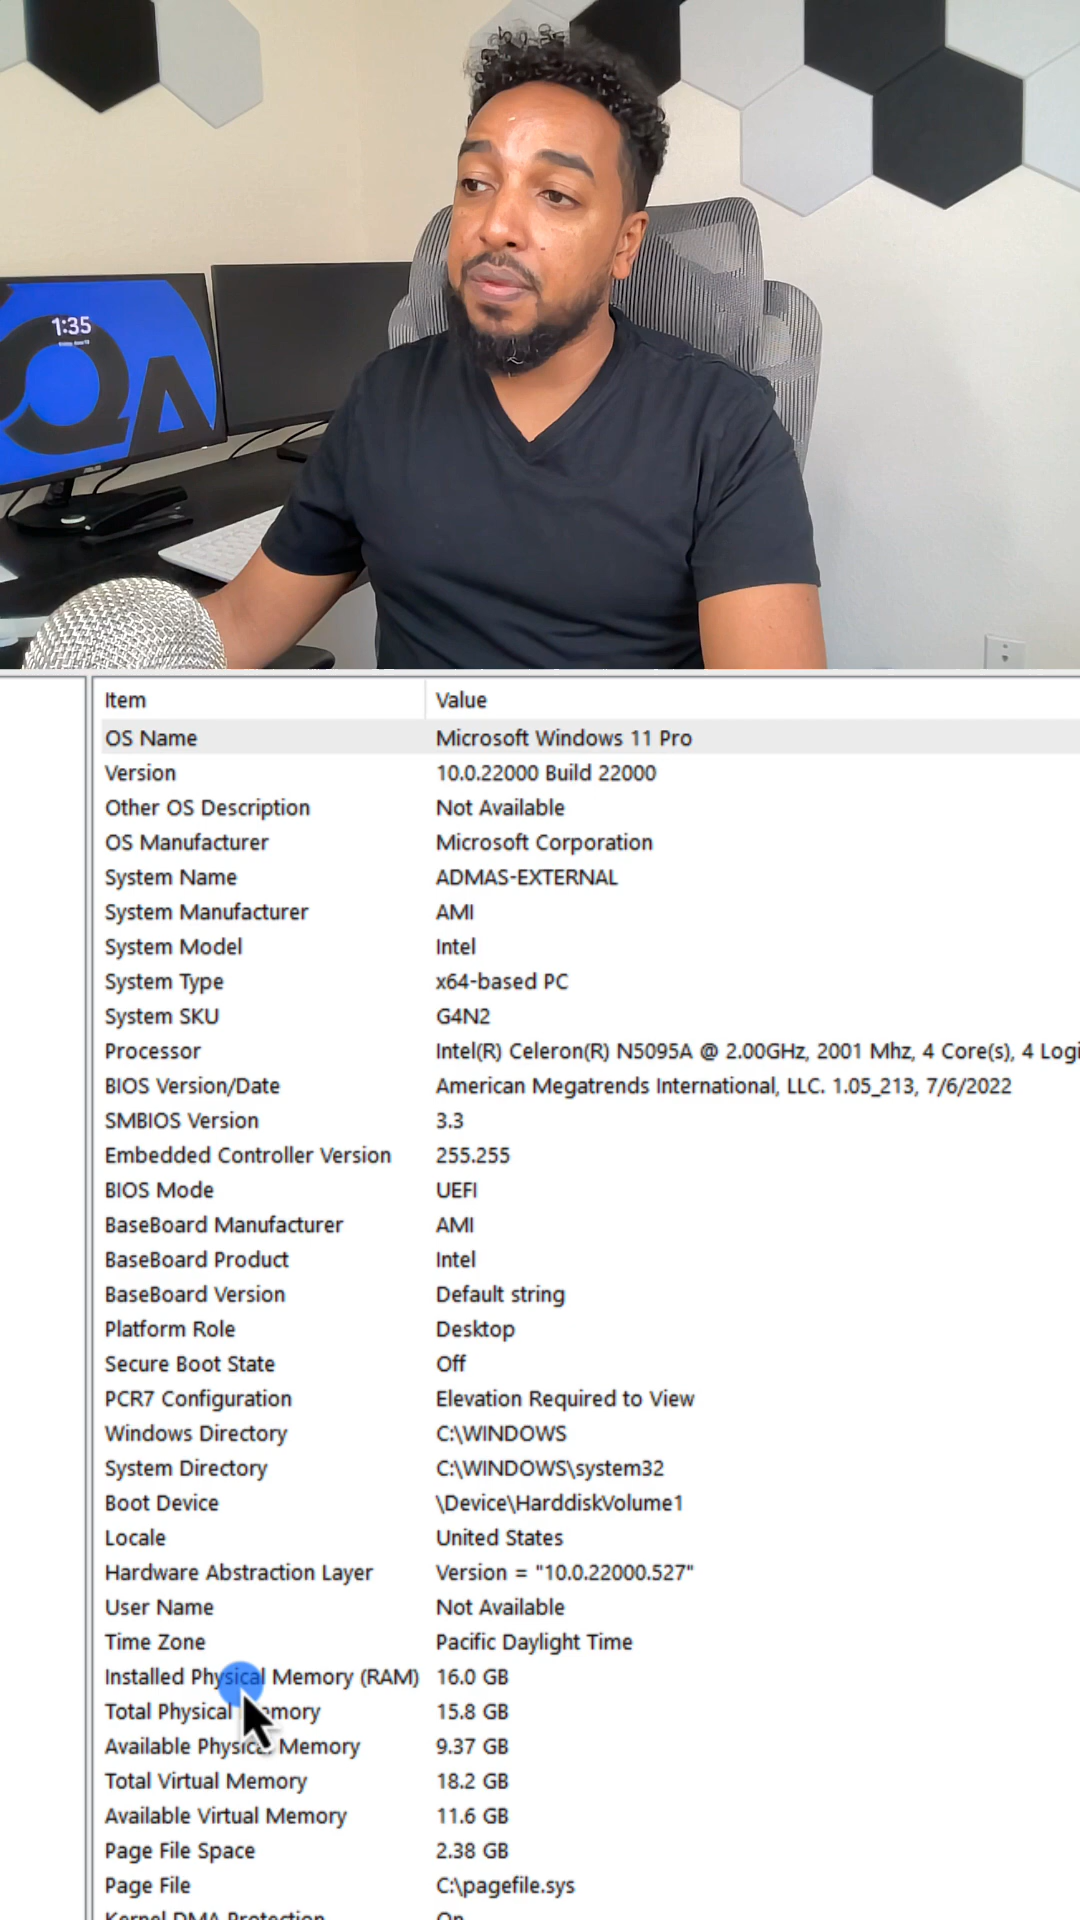 1:35
QA
Item Value
OS Name Microsoft Windows 11 Pro
Version 10.0.22000 Build 22000
Other OS Description Not Available
OS Manufacturer Microsoft Corporation
System Name ADMAS-EXTERNAL
System Manufacturer AMI
System Model Intel
System Type x64-based PC
System SKU G4N2
Processor Intel(R) Celeron(R) N5095A @ 2.00GHz, 2001 Mhz, 4 Core(s), 4 Logi
BIOS Version/Date American Megatrends International, LLC. 1.05_213, 7/6/2022
SMBIOS Version 3.3
Embedded Controller Version 255.255
BIOS Mode UEFI
BaseBoard Manufacturer AMI
BaseBoard Product Intel
BaseBoard Version Default string
Platform Role Desktop
Secure Boot State Off
PCR7 Configuration Elevation Required to View
Windows Directory C:\WINDOWS
System Directory C:\WINDOWS\system32
Boot Device \Device\HarddiskVolume1
Locale United States
Hardware Abstraction Layer Version = "10.0.22000.527"
User Name Not Available
Time Zone Pacific Daylight Time
Installed Physical Memory (RAM) 16.0 GB
Total Physical Memory 15.8 GB
Available Physical Memory 9.37 GB
Total Virtual Memory 18.2 GB
Available Virtual Memory 11.6 GB
Page File Space 2.38 GB
Page File C:\pagefile.sys
Kernel DMA Protection On